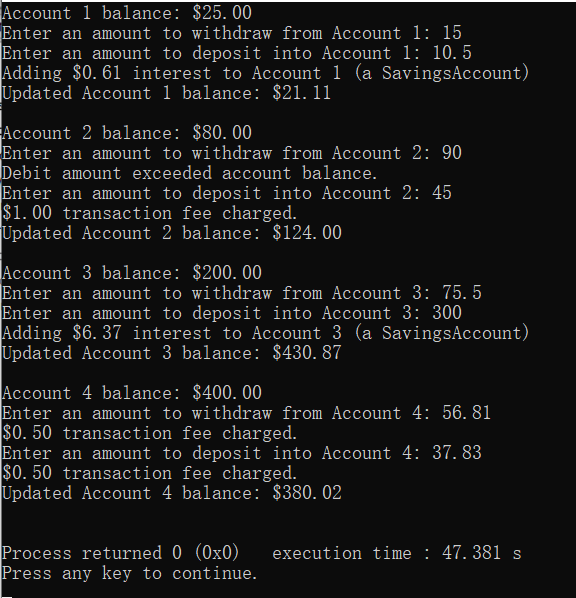 Account 1 balance: $25.00
Enter an amount to withdraw from Account 1: 15
Enter an amount to deposit into Account 1: 10.5
Adding $0.61 interest to Account 1 (a SavingsAccount)
Updated Account 1 balance: $21.11
Account 2 balance: $80.00
Enter an amount to withdraw from Account 2: 90
Debit amount exceeded account balance.
Enter an amount to deposit into Account 2: 45
$1.00 transaction fee charged.
Updated Account 2 balance: $124.00
Account 3 balance: $200.00
Enter an amount to withdraw from Account 3: 75.5
Enter an amount to deposit into Account 3: 300
Adding $6.37 interest to Account 3 (a SavingsAccount)
Updated Account 3 balance: $430.87
Account 4 balance: $400.00
Enter an amount to withdraw from Account 4: 56.81
$0.50 transaction fee charged.
Enter an amount to deposit into Account 4: 37.83
$0.50 transaction fee charged.
Updated Account 4 balance: $380.02
Process returned 0 (0x0)   execution time : 47.381 s
Press any key to continue.